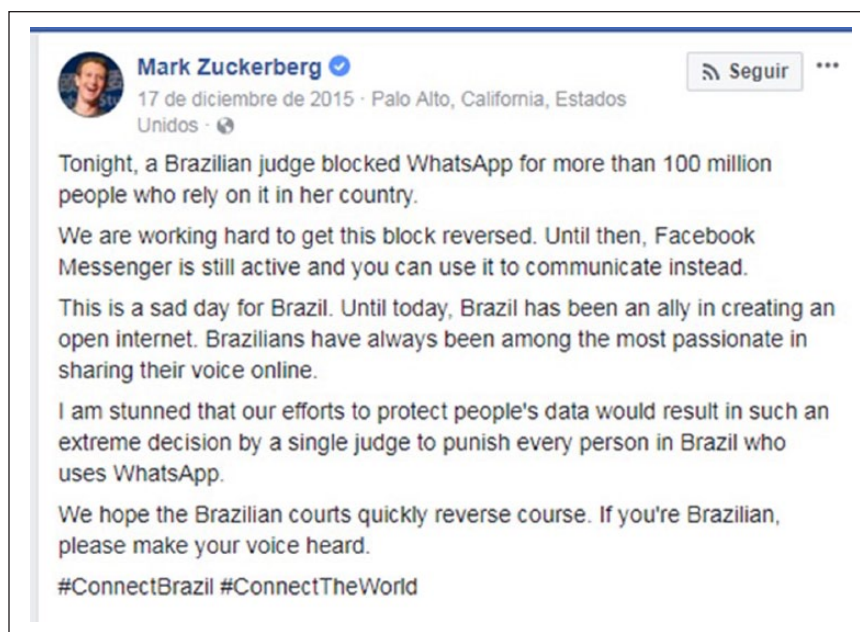 Mark Zuckerberg
Seguir
17 de diciembre de 2015 · Palo Alto, California, Estados
Unidos ·
Tonight, a Brazilian judge blocked WhatsApp for more than 100 million
people who rely on it in her country.
We are working hard to get this block reversed. Until then, Facebook
Messenger is still active and you can use it to communicate instead.
This is a sad day for Brazil. Until today, Brazil has been an ally in creating an
open internet. Brazilians have always been among the most passionate in
sharing their voice online.
I am stunned that our efforts to protect people's data would result in such an
extreme decision by a single judge to punish every person in Brazil who
uses WhatsApp.
We hope the Brazilian courts quickly reverse course. If you're Brazilian,
please make your voice heard.
#ConnectBrazil #ConnectTheWorld